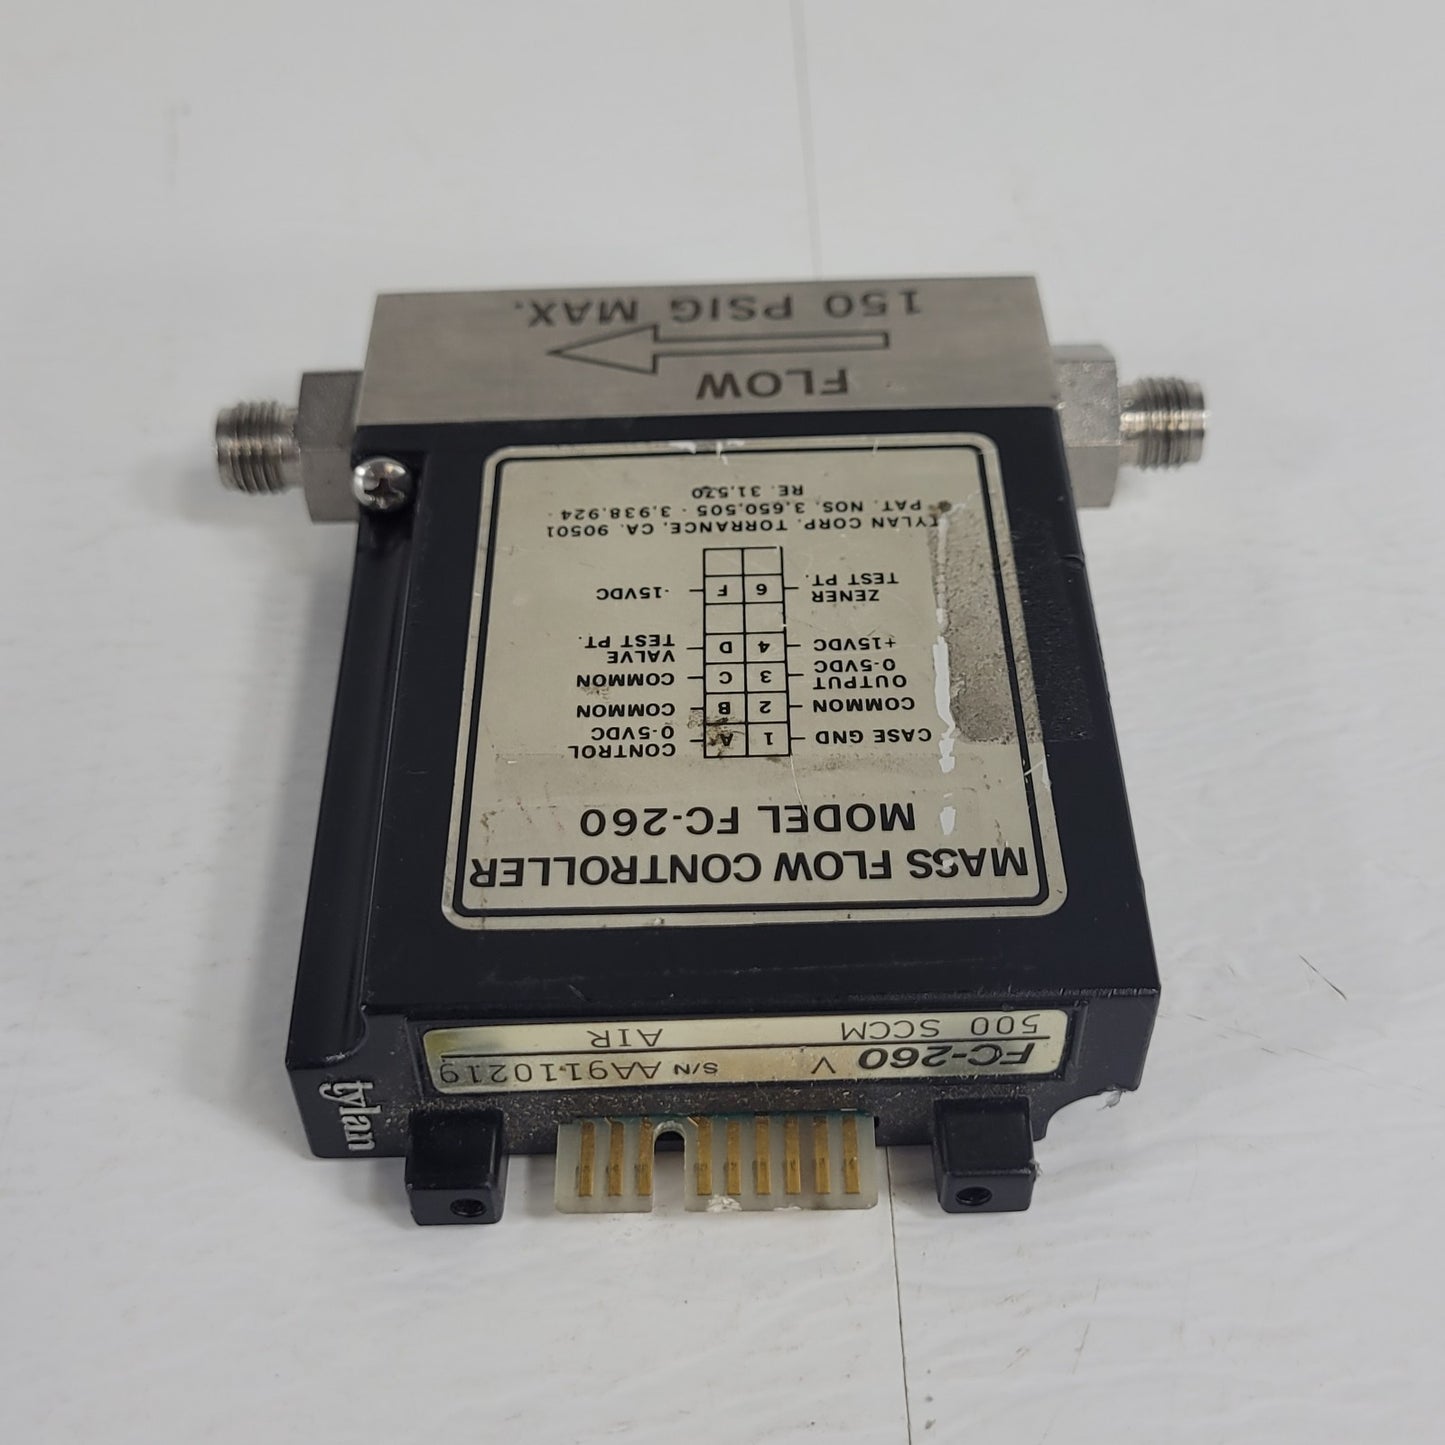 tylan
FC-260 V S/N AA9110219
500 SCCM AIR
MASS FLOW CONTROLLER
MODEL FC-260
CONTROL
CASE GND 1 A 0-5VDC
COMMON 2 B COMMON
OUTPUT 3 C COMMON
0-5VDC
+15VDC 4 D VALVE
TEST PT.
ZENER 6 F -15VDC
TEST PT.
TYLAN CORP. TORRANCE, CA. 90501
PAT. NOS. 3,650,505 · 3,938,924 ·
RE. 31,570
FLOW
150 PSIG MAX.